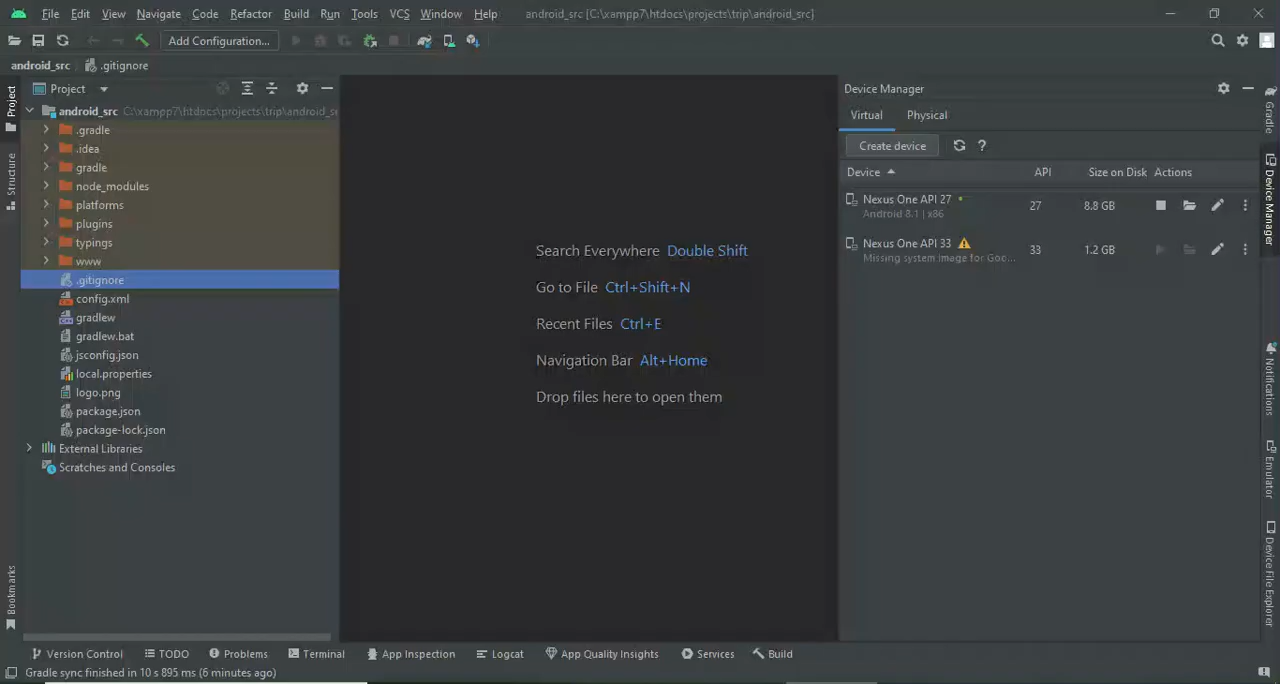 File Edit View Navigate Code Refactor Build Run Tools VCS Window Help android_src [C:\xampp7\htdocs\projects\trip\android_src]
Add Configuration...
android_src .gitignore
Project
android_src C:\xampp7\htdocs\projects\trip\android_sr
.gradle
.idea
gradle
node_modules
platforms
plugins
typings
www
.gitignore
config.xml
gradlew
gradlew.bat
jsconfig.json
local.properties
logo.png
package.json
package-lock.json
External Libraries
Scratches and Consoles
Project
Structure
Bookmarks
Search Everywhere Double Shift
Go to File Ctrl+Shift+N
Recent Files Ctrl+E
Navigation Bar Alt+Home
Drop files here to open them
Device Manager
Virtual Physical
Create device ?
Device API Size on Disk Actions
Nexus One API 27 27 8.8 GB
Android 8.1 | x86
Nexus One API 33 33 1.2 GB
Missing system image for Goo...
Gradle
Device Manager
Notifications
Emulator
Device File Explorer
Version Control TODO Problems Terminal App Inspection Logcat App Quality Insights Services Build
Gradle sync finished in 10 s 895 ms (6 minutes ago)